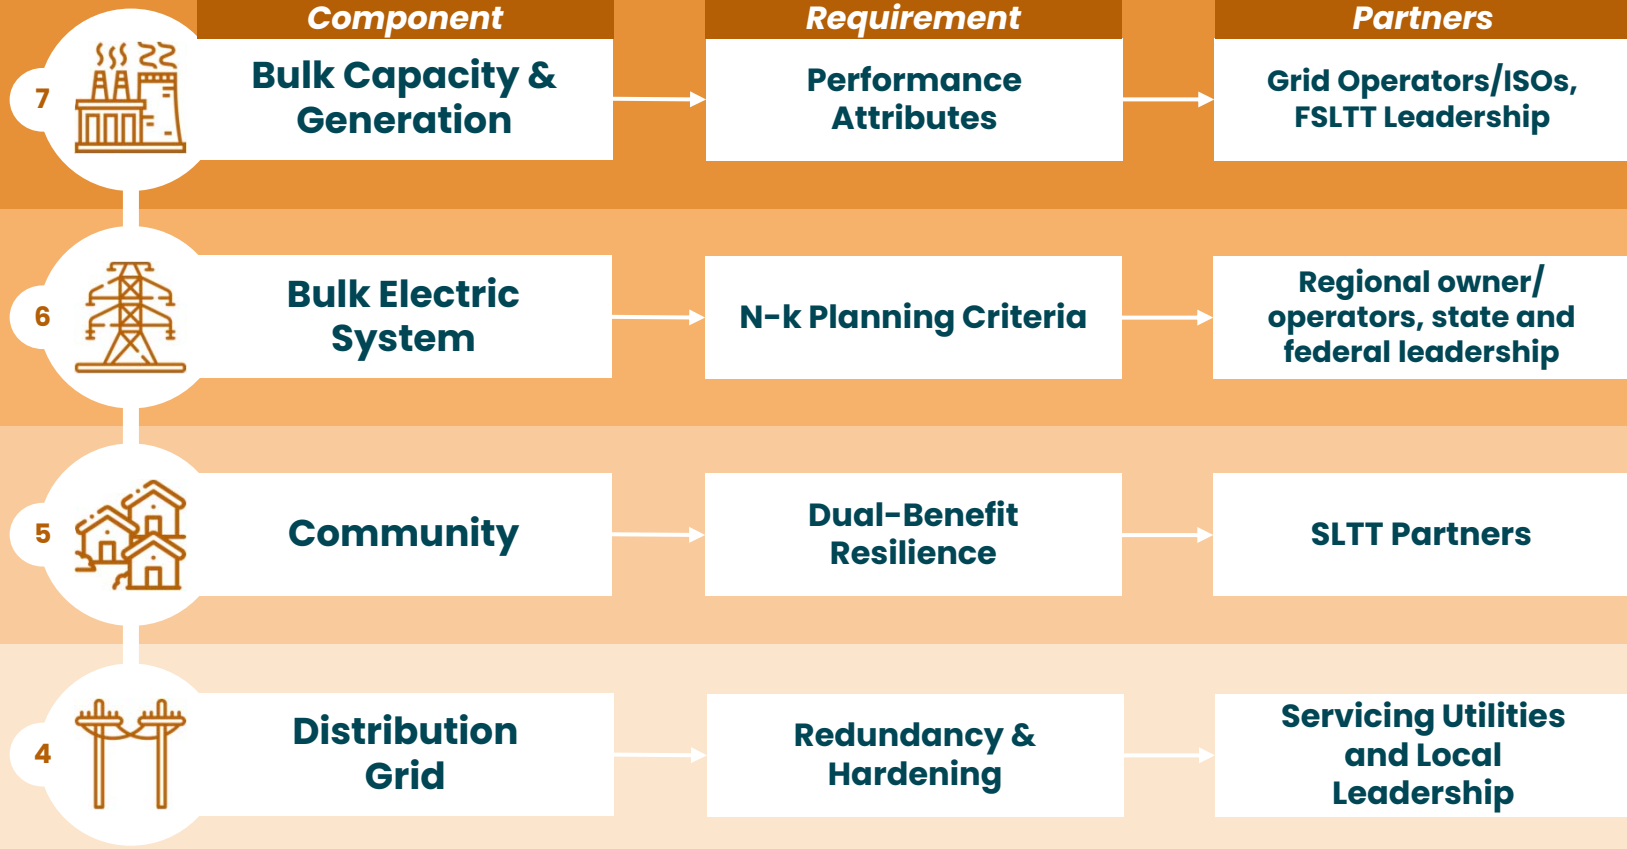 Component
Requirement
Partners
7
Bulk Capacity &
Generation
Performance
Attributes
Grid Operators/ISOs,
FSLTT Leadership
6
Bulk Electric
System
N-k Planning Criteria
Regional owner/
operators, state and
federal leadership
5
Community
Dual-Benefit
Resilience
SLTT Partners
4
Distribution
Grid
Redundancy &
Hardening
Servicing Utilities
and Local
Leadership